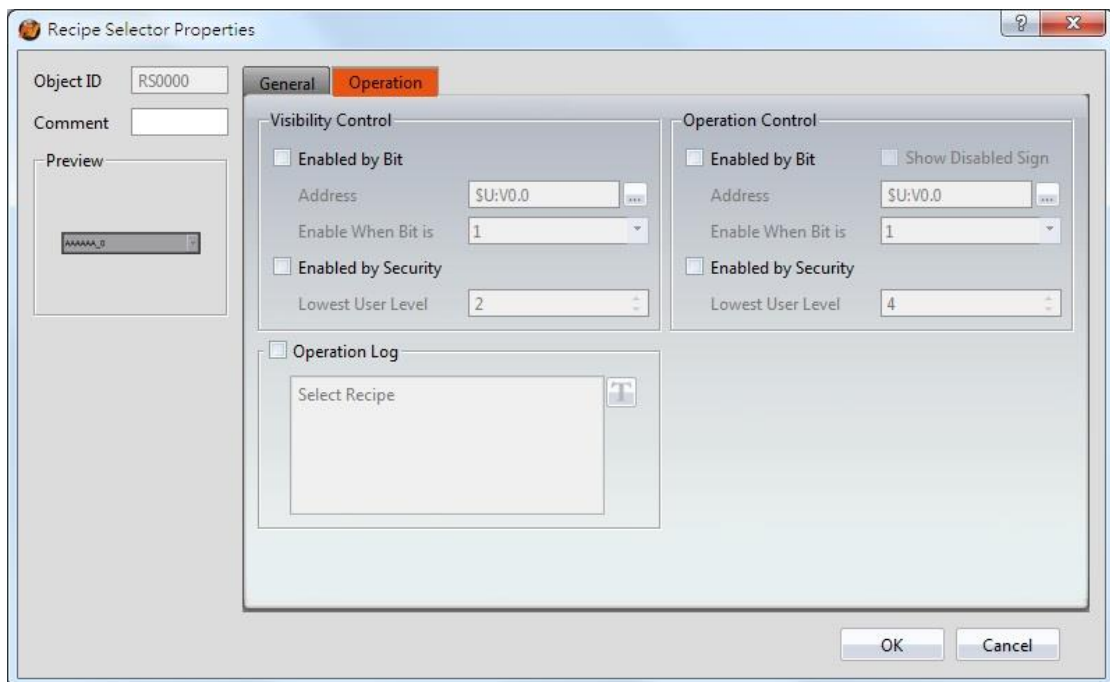 Recipe Selector Properties
Object ID RS0000
Comment
Preview
AAAAAA_0
General Operation
Visibility Control
Enabled by Bit
Address $U:V0.0 ...
Enable When Bit is 1
Enabled by Security
Lowest User Level 2
Operation Control
Enabled by Bit Show Disabled Sign
Address $U:V0.0 ...
Enable When Bit is 1
Enabled by Security
Lowest User Level 4
Operation Log
Select Recipe T
OK Cancel